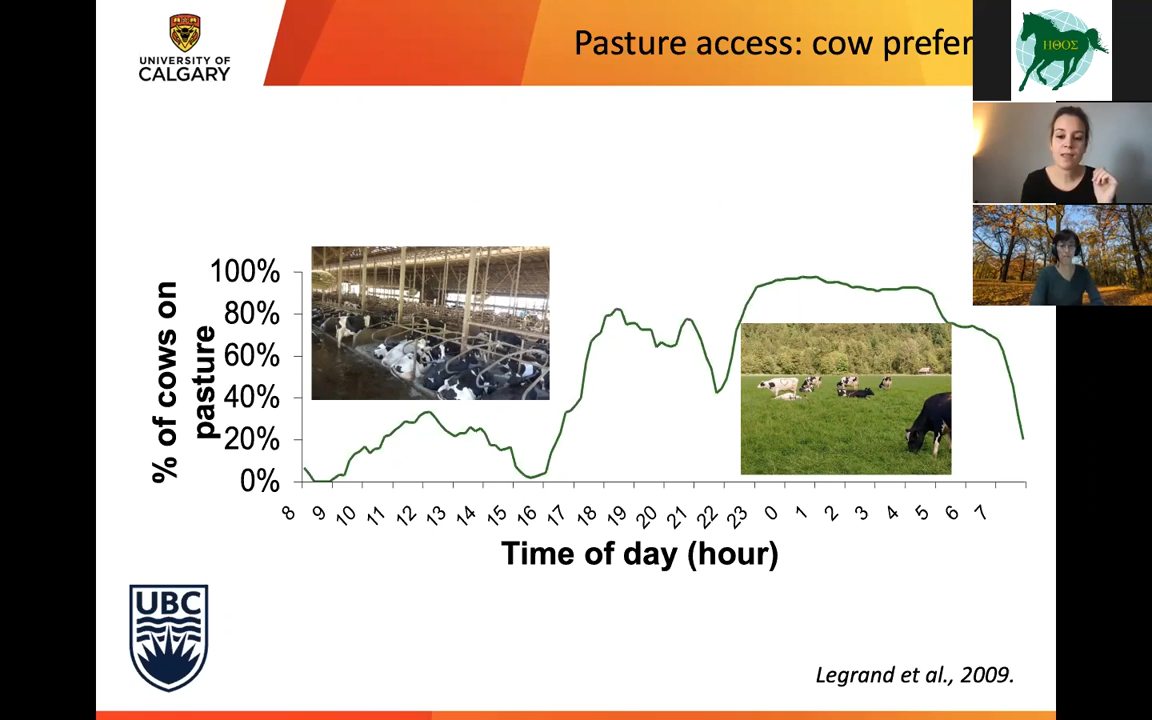 UNIVERSITY OF
CALGARY
Pasture access: cow prefer
ΗΘΟΣ
% of cows on
pasture
100%
80%
60%
40%
20%
0%
8 9 10 11 12 13 14 15 16 17 18 19 20 21 22 23 0 1 2 3 4 5 6 7
Time of day (hour)
UBC
Legrand et al., 2009.